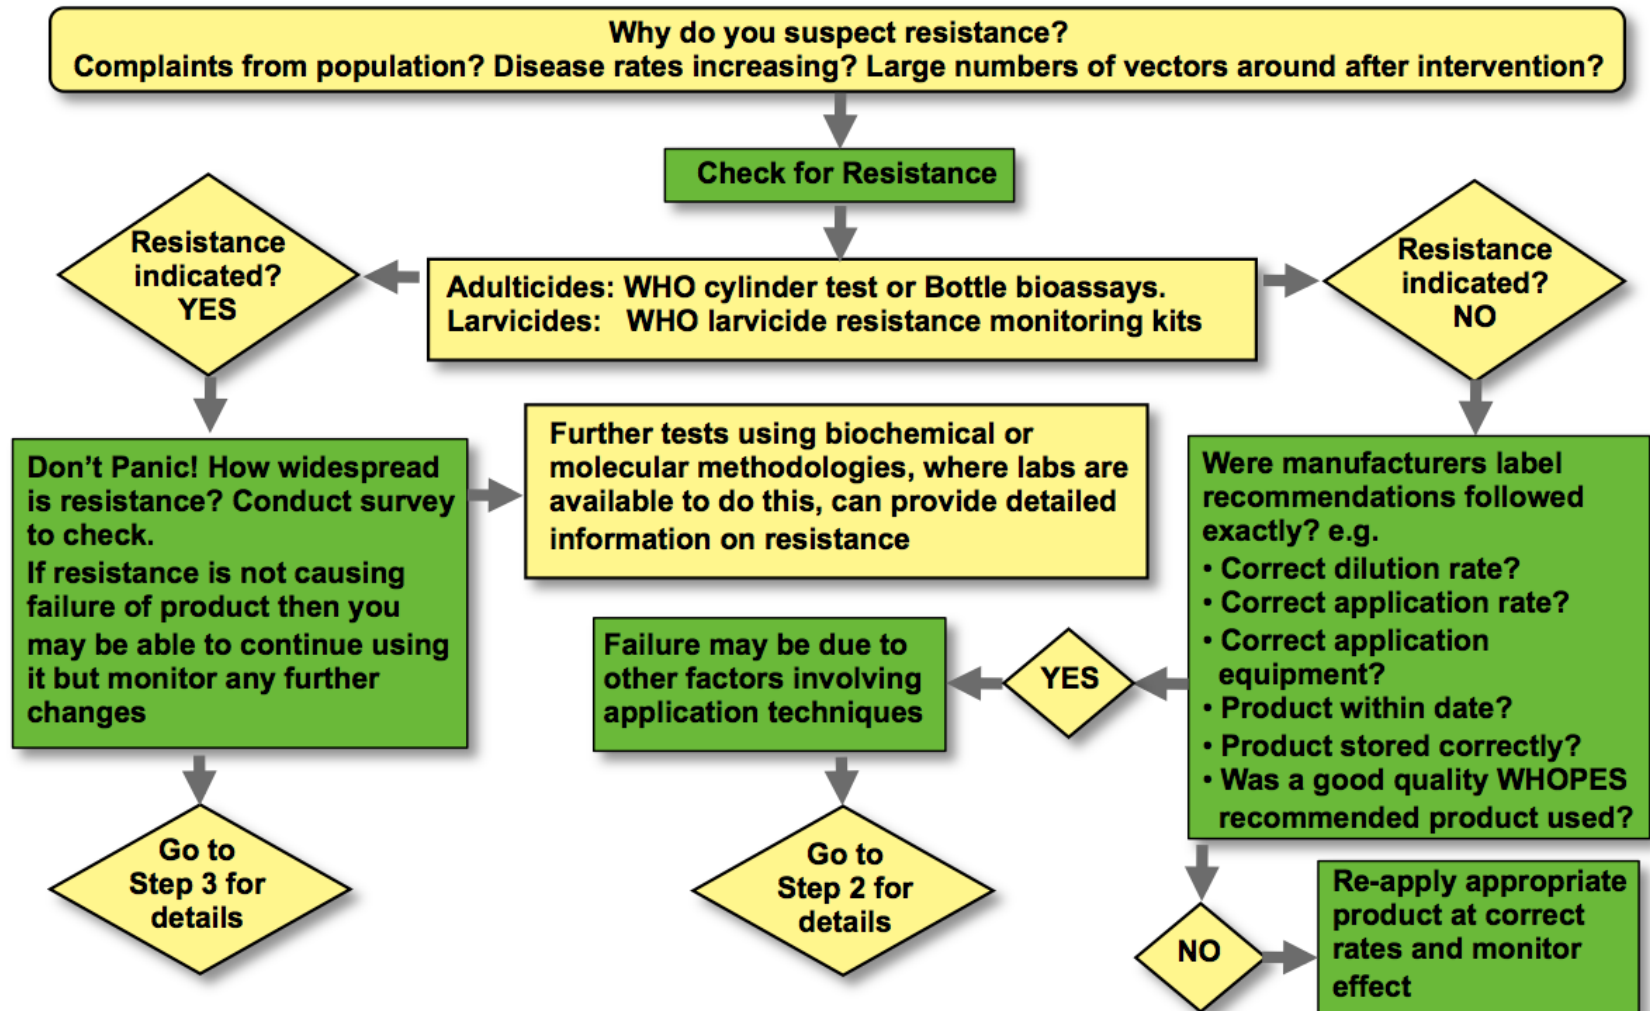 Why do you suspect resistance?
Complaints from population? Disease rates increasing? Large numbers of vectors around after intervention?
Check for Resistance
Resistance
indicated?
YES
Adulticides: WHO cylinder test or Bottle bioassays.
Larvicides: WHO larvicide resistance monitoring kits
Resistance
indicated?
NO
Don't Panic! How widespread
is resistance? Conduct survey
to check.
If resistance is not causing
failure of product then you
may be able to continue using
it but monitor any further
changes
Further tests using biochemical or
molecular methodologies, where labs are
available to do this, can provide detailed
information on resistance
Were manufacturers label
recommendations followed
exactly? e.g.
• Correct dilution rate?
• Correct application rate?
• Correct application
equipment?
• Product within date?
• Product stored correctly?
• Was a good quality WHOPES
recommended product used?
YES
Failure may be due to
other factors involving
application techniques
Go to
Step 3 for
details
Go to
Step 2 for
details
NO
Re-apply appropriate
product at correct
rates and monitor
effect